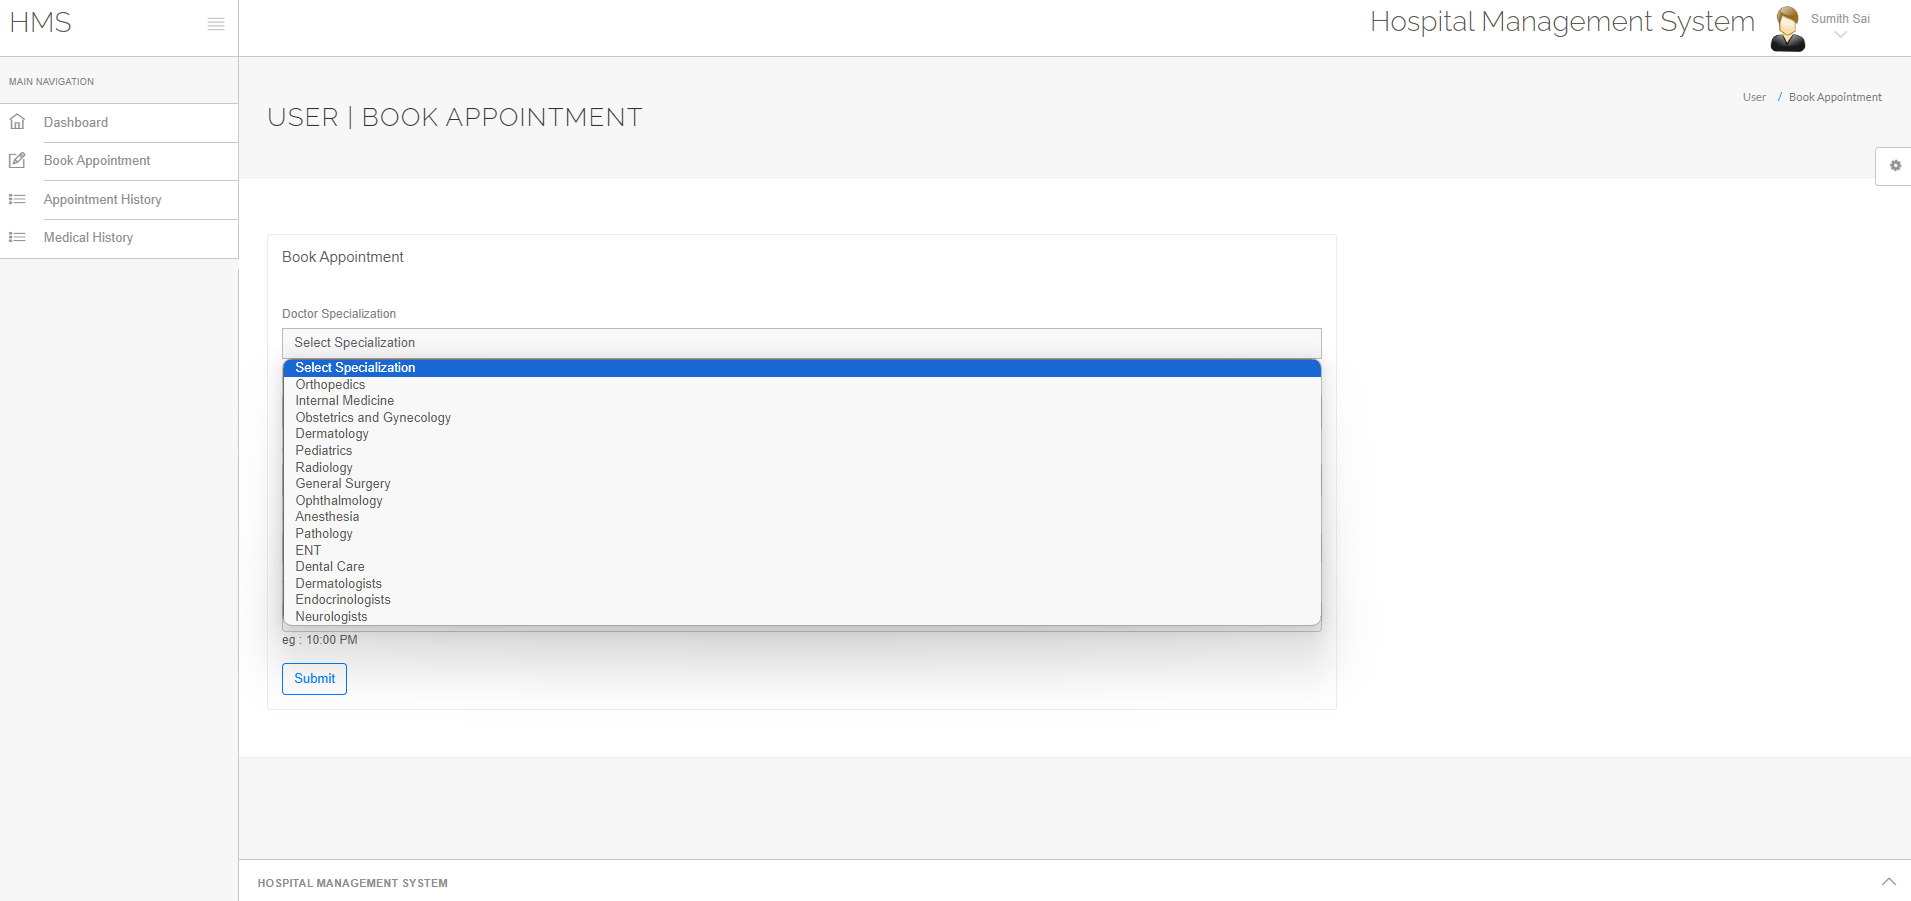 HMS
Hospital Management System
Sumith Sai
MAIN NAVIGATION
Dashboard
Book Appointment
Appointment History
Medical History
USER | BOOK APPOINTMENT
User / Book Appointment
Book Appointment
Doctor Specialization
Select Specialization
Select Specialization
Orthopedics
Internal Medicine
Obstetrics and Gynecology
Dermatology
Pediatrics
Radiology
General Surgery
Ophthalmology
Anesthesia
Pathology
ENT
Dental Care
Dermatologists
Endocrinologists
Neurologists
eg : 10:00 PM
Submit
HOSPITAL MANAGEMENT SYSTEM